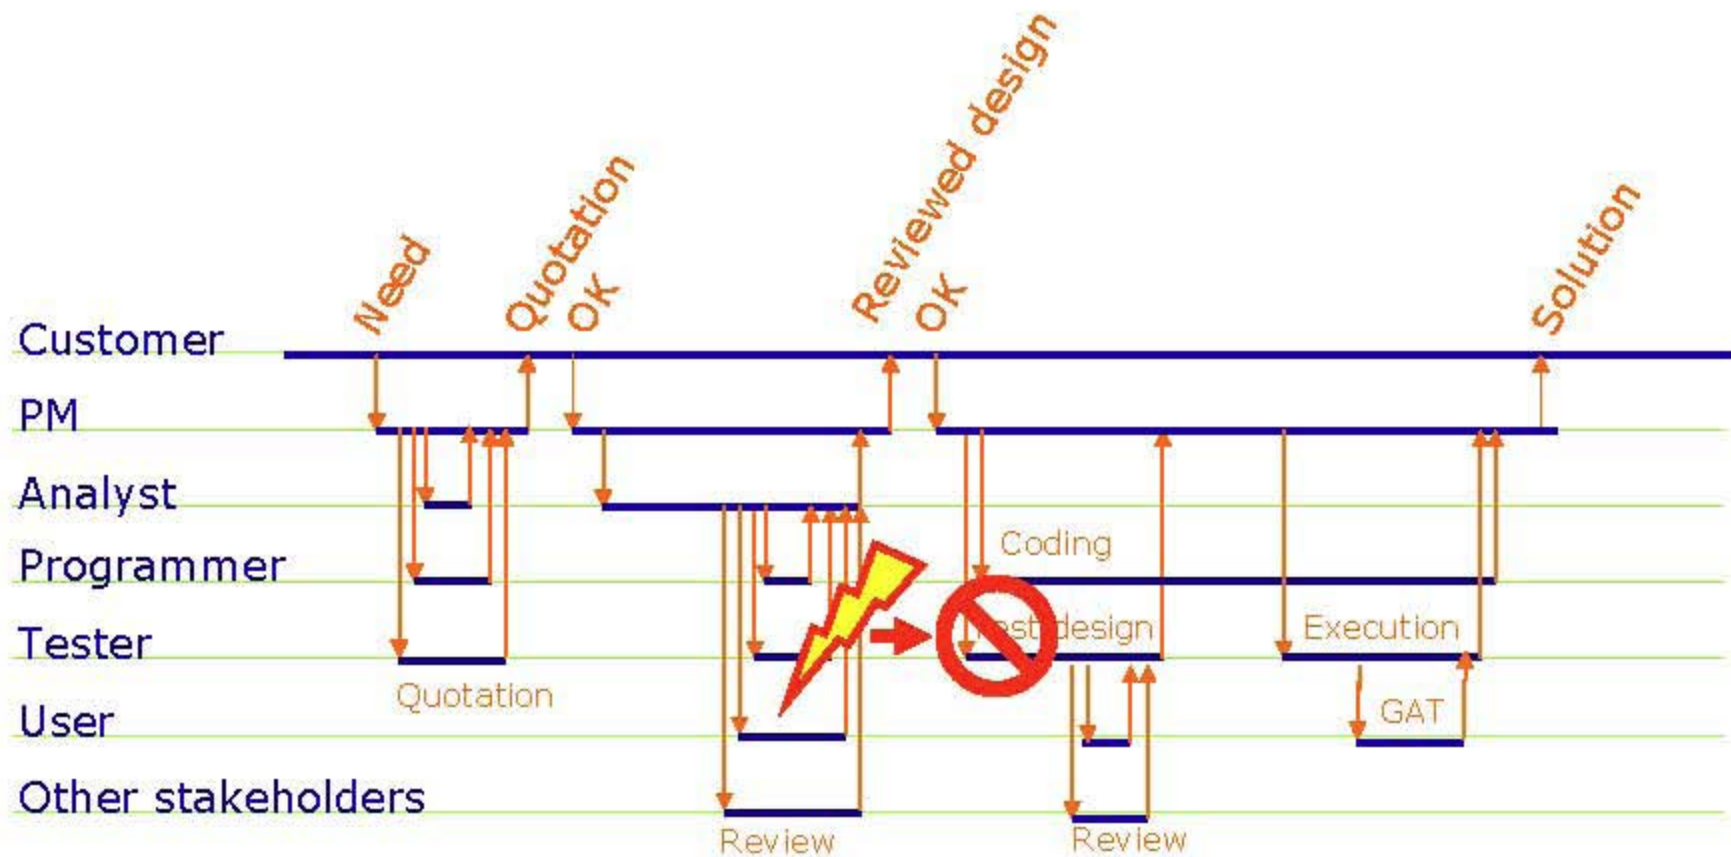 Need
Quotation
OK
Reviewed design
OK
Solution
Customer
PM
Analyst
Programmer
Coding
Tester
Test design
Execution
Quotation
User
GAT
Other stakeholders
Review
Review